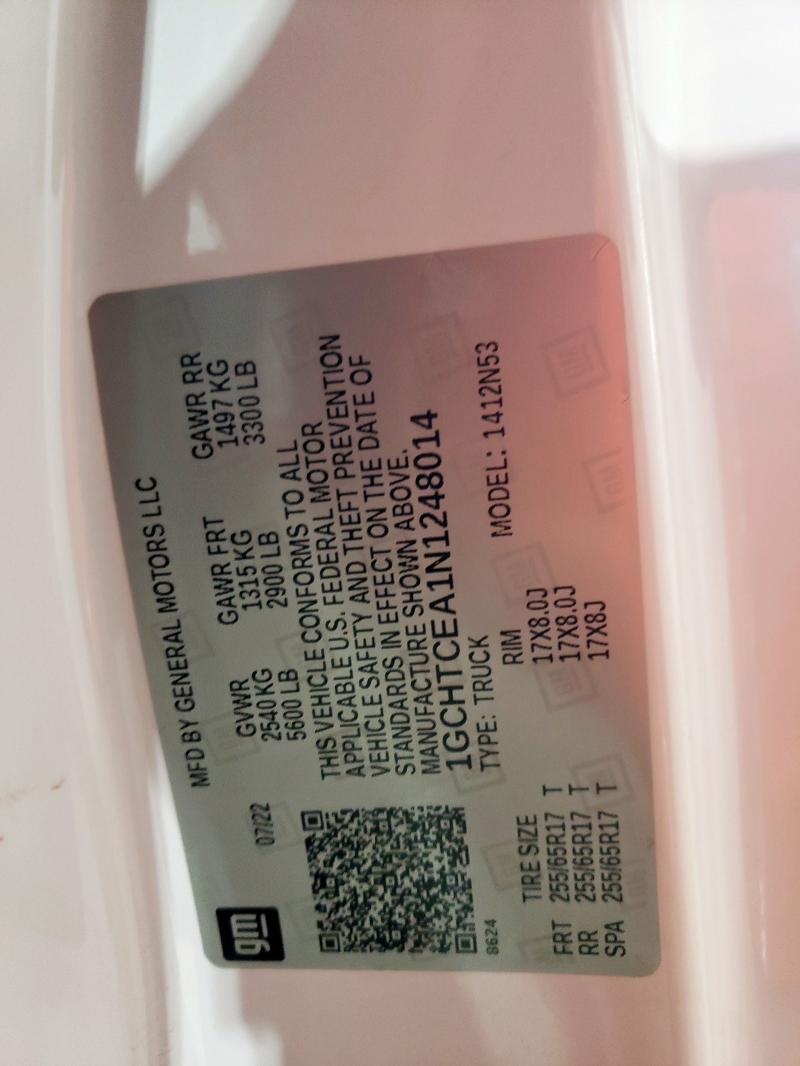 gm
MFD BY GENERAL MOTORS LLC
07/22
GVWR GAWR FRT GAWR RR
2540 KG 1315 KG 1497 KG
5600 LB 2900 LB 3300 LB
THIS VEHICLE CONFORMS TO ALL
APPLICABLE U.S. FEDERAL MOTOR
VEHICLE SAFETY AND THEFT PREVENTION
STANDARDS IN EFFECT ON THE DATE OF
MANUFACTURE SHOWN ABOVE.
1GCHTCEA1N1248014
TYPE: TRUCK MODEL: 1412N53
8624
TIRE SIZE RIM
FRT 255/65R17 T 17X8.0J
RR 255/65R17 T 17X8.0J
SPA 255/65R17 T 17X8J